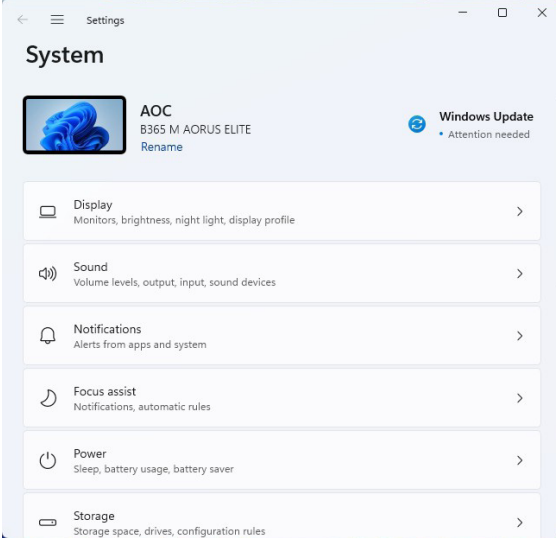 Settings
System
AOC
B365 M AORUS ELITE
Rename
Windows Update
• Attention needed
Display
Monitors, brightness, night light, display profile
Sound
Volume levels, output, input, sound devices
Notifications
Alerts from apps and system
Focus assist
Notifications, automatic rules
Power
Sleep, battery usage, battery saver
Storage
Storage space, drives, configuration rules